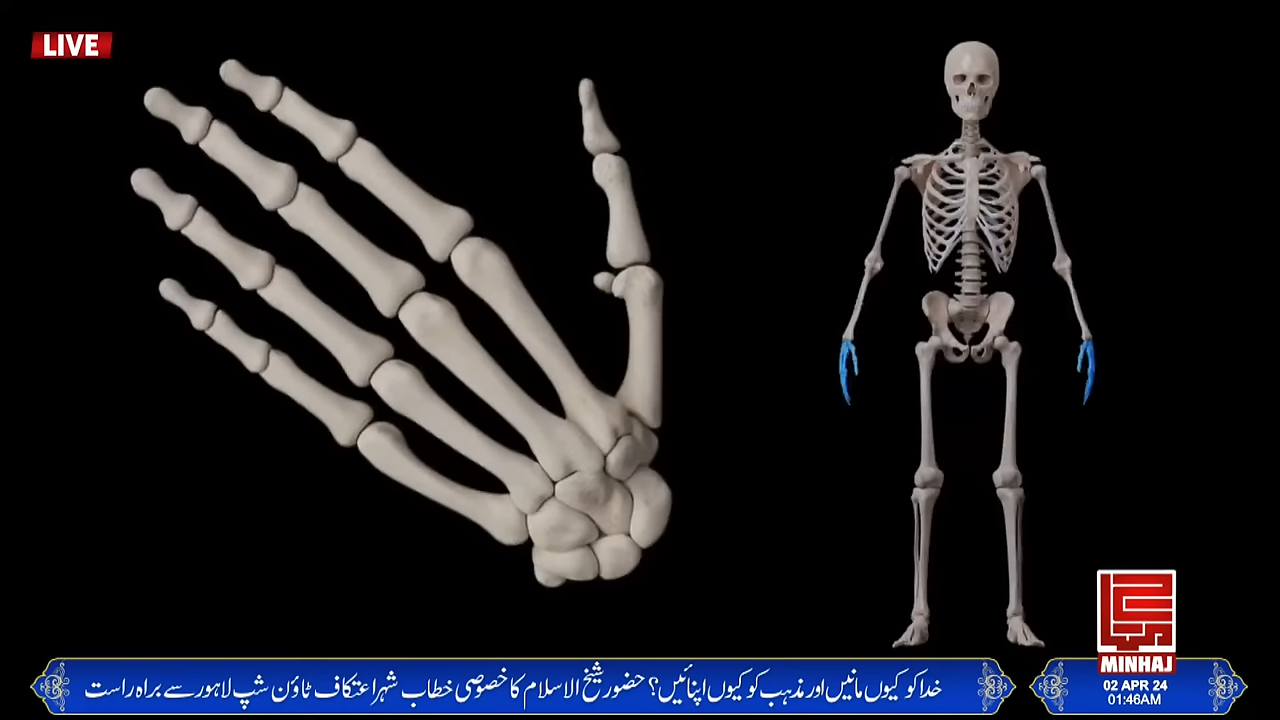 LIVE
خدا کو کیوں مانیں اور مذہب کو کیوں اپنائیں؟ حضور شیخ الاسلام کا خصوصی خطاب شہر اعتکاف ٹاؤن شپ لاہور سے براہ راست
منہاج
MINHAJ
02 APR 24
01:46AM